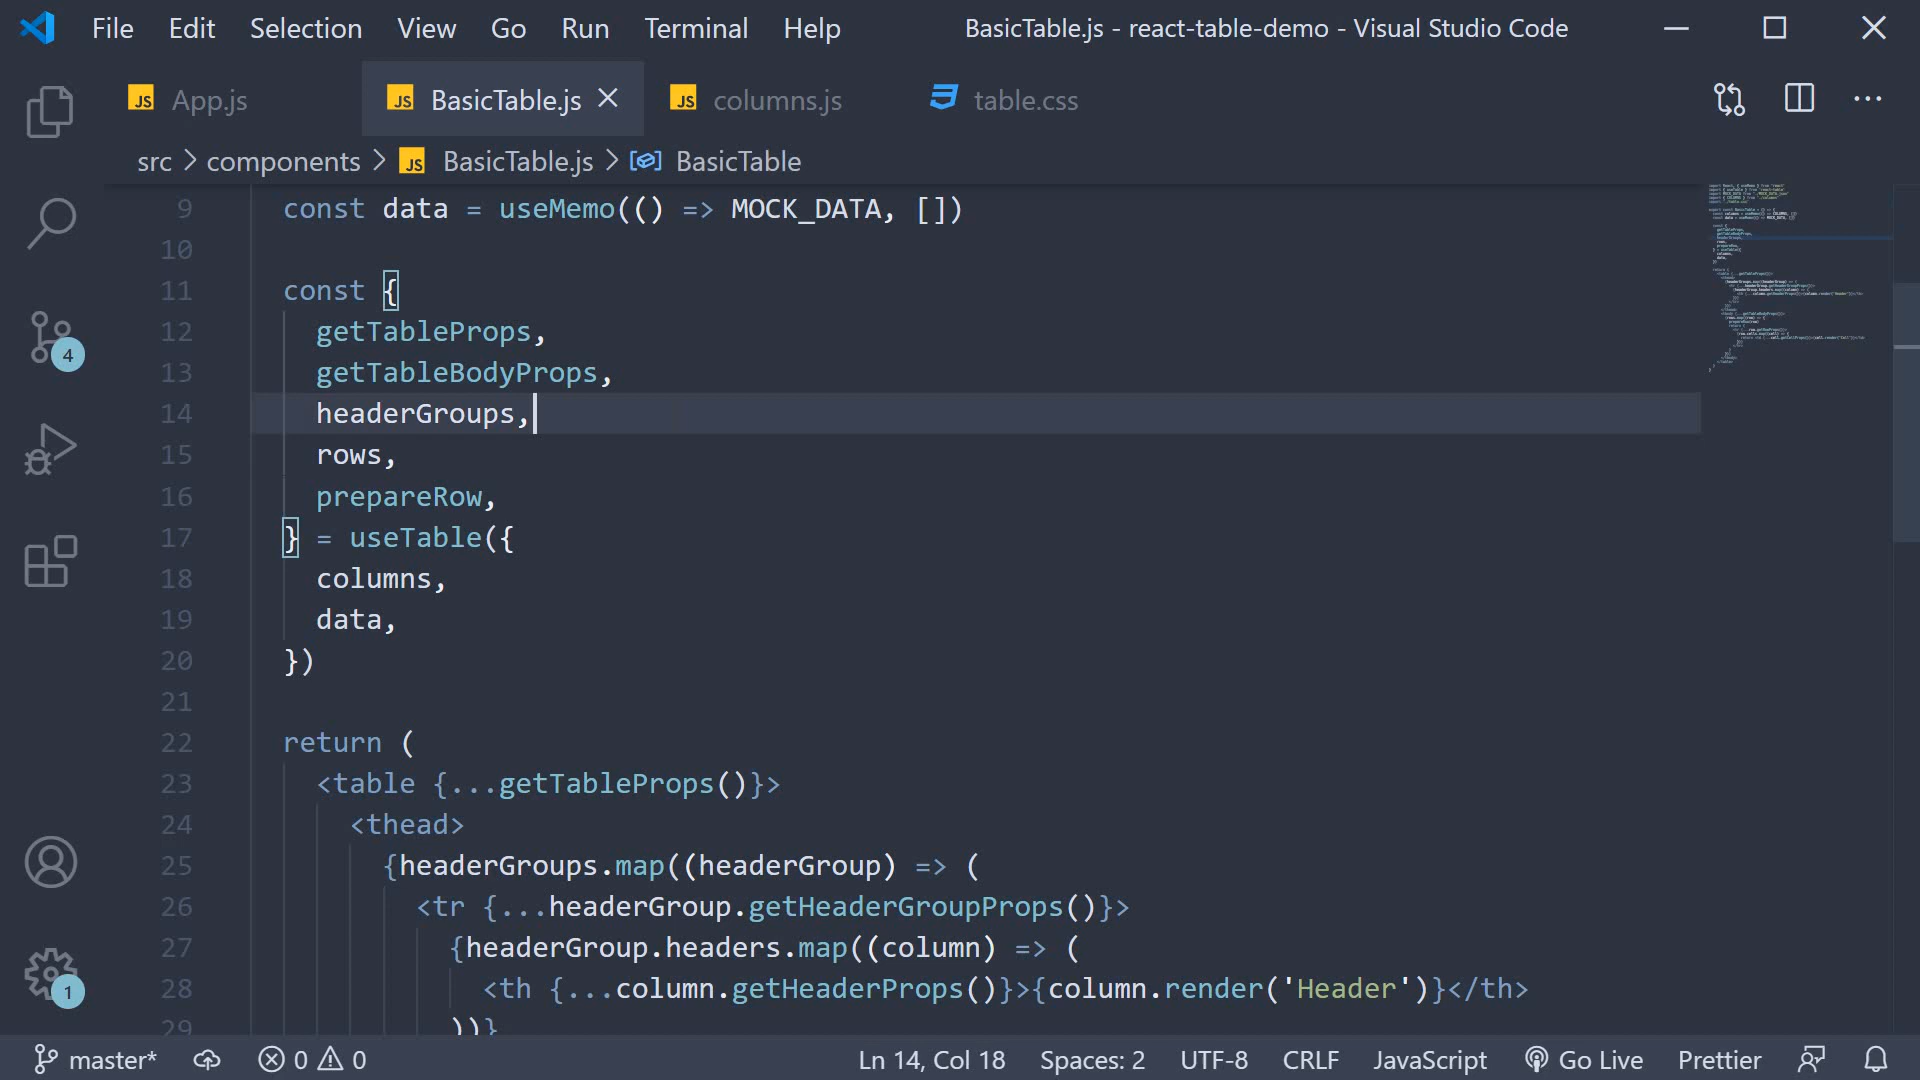 File Edit Selection View Go Run Terminal Help BasicTable.js - react-table-demo - Visual Studio Code
JS App.js JS BasicTable.js JS columns.js table.css
src > components > JS BasicTable.js > BasicTable
9 const data = useMemo(() => MOCK_DATA, [])
10
11 const {
12 getTableProps,
13 getTableBodyProps,
14 headerGroups,
15 rows,
16 prepareRow,
17 } = useTable({
18 columns,
19 data,
20 })
21
22 return (
23 <table {...getTableProps()}>
24 <thead>
25 {headerGroups.map((headerGroup) => (
26 <tr {...headerGroup.getHeaderGroupProps()}>
27 {headerGroup.headers.map((column) => (
28 <th {...column.getHeaderProps()}>{column.render('Header')}</th>
29 ))}
4
1
master* 0 0 Ln 14, Col 18 Spaces: 2 UTF-8 CRLF JavaScript Go Live Prettier